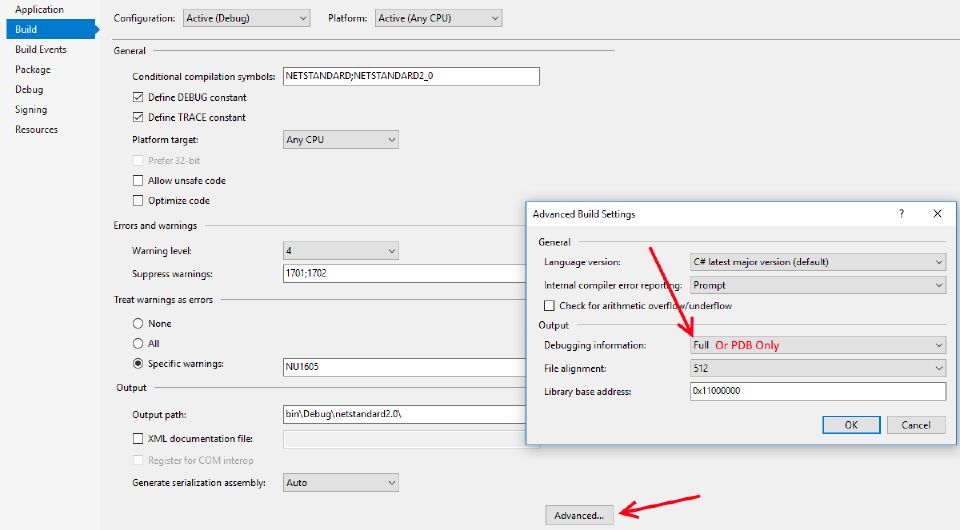 Application
Build
Build Events
Package
Debug
Signing
Resources
Configuration: Active (Debug) Platform: Active (Any CPU)
General
Conditional compilation symbols: NETSTANDARD;NETSTANDARD2_0
Define DEBUG constant
Define TRACE constant
Platform target: Any CPU
Prefer 32-bit
Allow unsafe code
Optimize code
Errors and warnings
Warning level: 4
Suppress warnings: 1701;1702
Treat warnings as errors
None
All
Specific warnings: NU1605
Output
Output path: bin\Debug\netstandard2.0\
XML documentation file:
Register for COM interop
Generate serialization assembly: Auto
Advanced...
Advanced Build Settings ? X
General
Language version: C# latest major version (default)
Internal compiler error reporting: Prompt
Check for arithmetic overflow/underflow
Output
Debugging information: Full Or PDB Only
File alignment: 512
Library base address: 0x11000000
OK Cancel